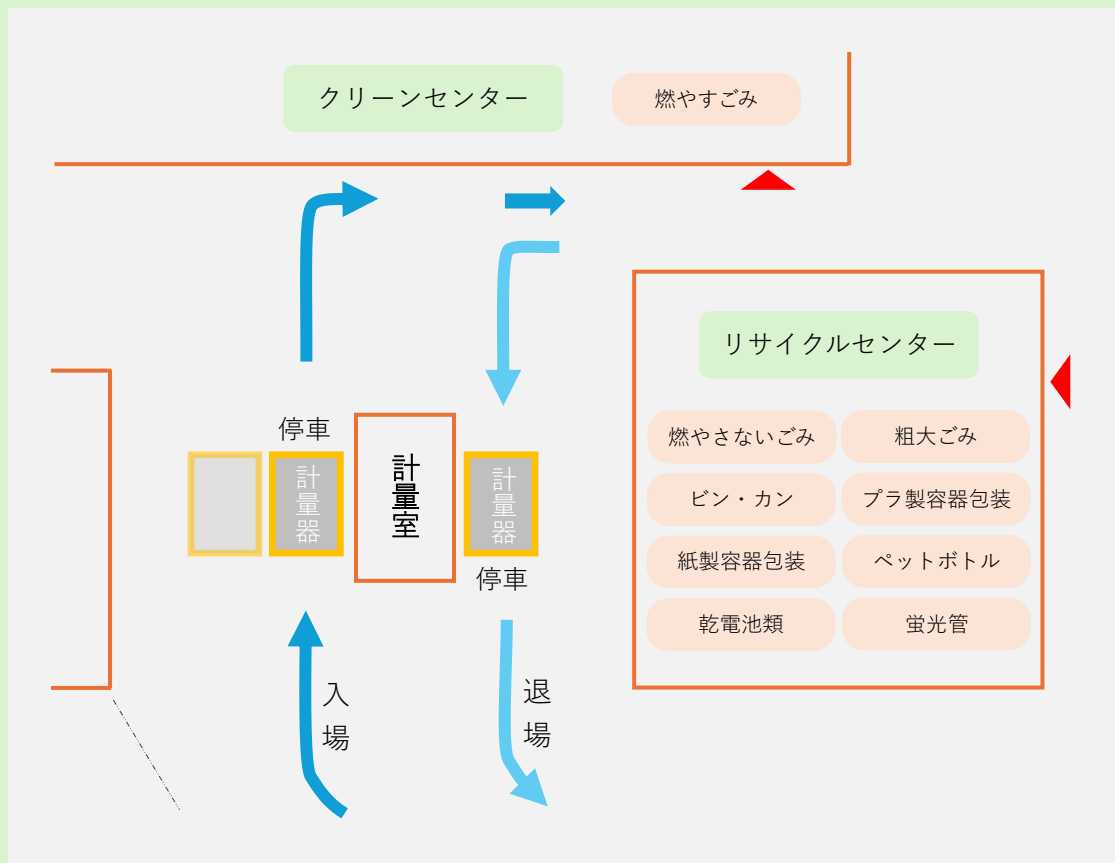 クリーンセンター
燃やすごみ
リサイクルセンター
燃やさないごみ
粗大ごみ
ビン・カン
プラ製容器包装
紙製容器包装
ペットボトル
乾電池類
蛍光管
停車
計量器
計量室
計量器
停車
入場
退場